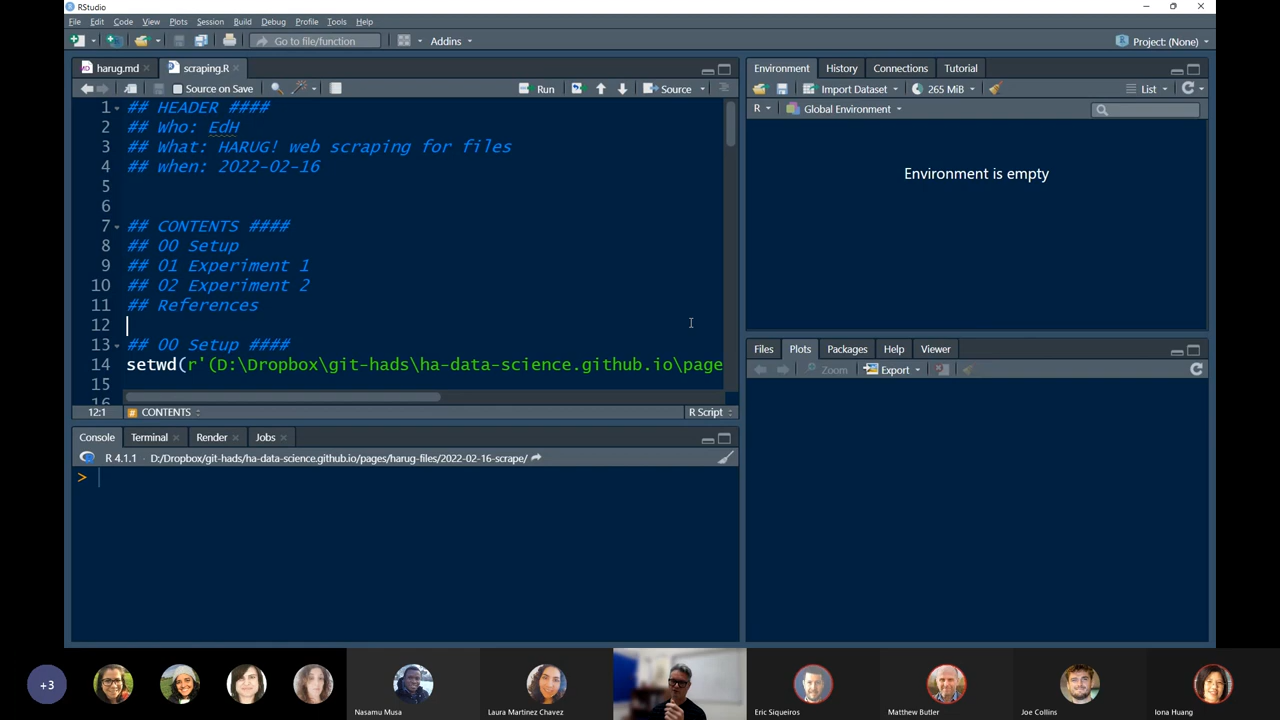 RStudio
File Edit Code View Plots Session Build Debug Profile Tools Help
Go to file/function Addins Project: (None)
harug.md scraping.R
Source on Save Run Source
1 ## HEADER ####
2 ## Who: EdH
3 ## What: HARUG! web scraping for files
4 ## when: 2022-02-16
5
6
7 ## CONTENTS ####
8 ## 00 Setup
9 ## 01 Experiment 1
10 ## 02 Experiment 2
11 ## References
12
13 ## 00 Setup ####
14 setwd(r'(D:\Dropbox\git-hads\ha-data-science.github.io\page
15
16
12:1 CONTENTS R Script
Console Terminal Render Jobs
R 4.1.1 · D:/Dropbox/git-hads/ha-data-science.github.io/pages/harug-files/2022-02-16-scrape/
>
Environment History Connections Tutorial
Import Dataset 265 MiB List
R Global Environment
Environment is empty
Files Plots Packages Help Viewer
Zoom Export
+3
Nasamu Musa
Laura Martinez Chavez
Eric Siqueiros
Matthew Butler
Joe Collins
Iona Huang